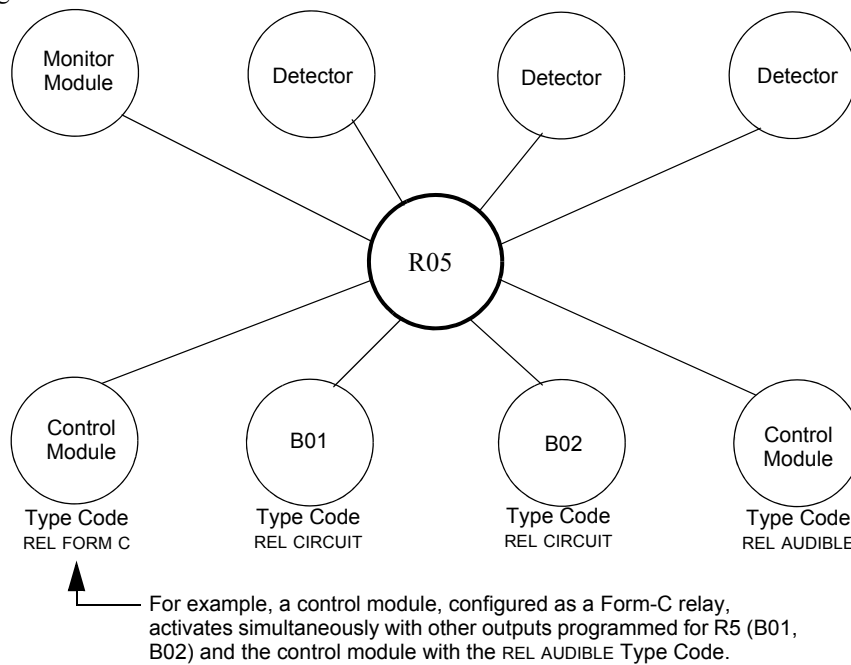 Monitor
Module
Detector
Detector
Detector
R05
Control
Module
B01
B02
Control
Module
Type Code
REL FORM C
Type Code
REL CIRCUIT
Type Code
REL CIRCUIT
Type Code
REL AUDIBLE
For example, a control module, configured as a Form-C relay,
activates simultaneously with other outputs programmed for R5 (B01,
B02) and the control module with the REL AUDIBLE Type Code.